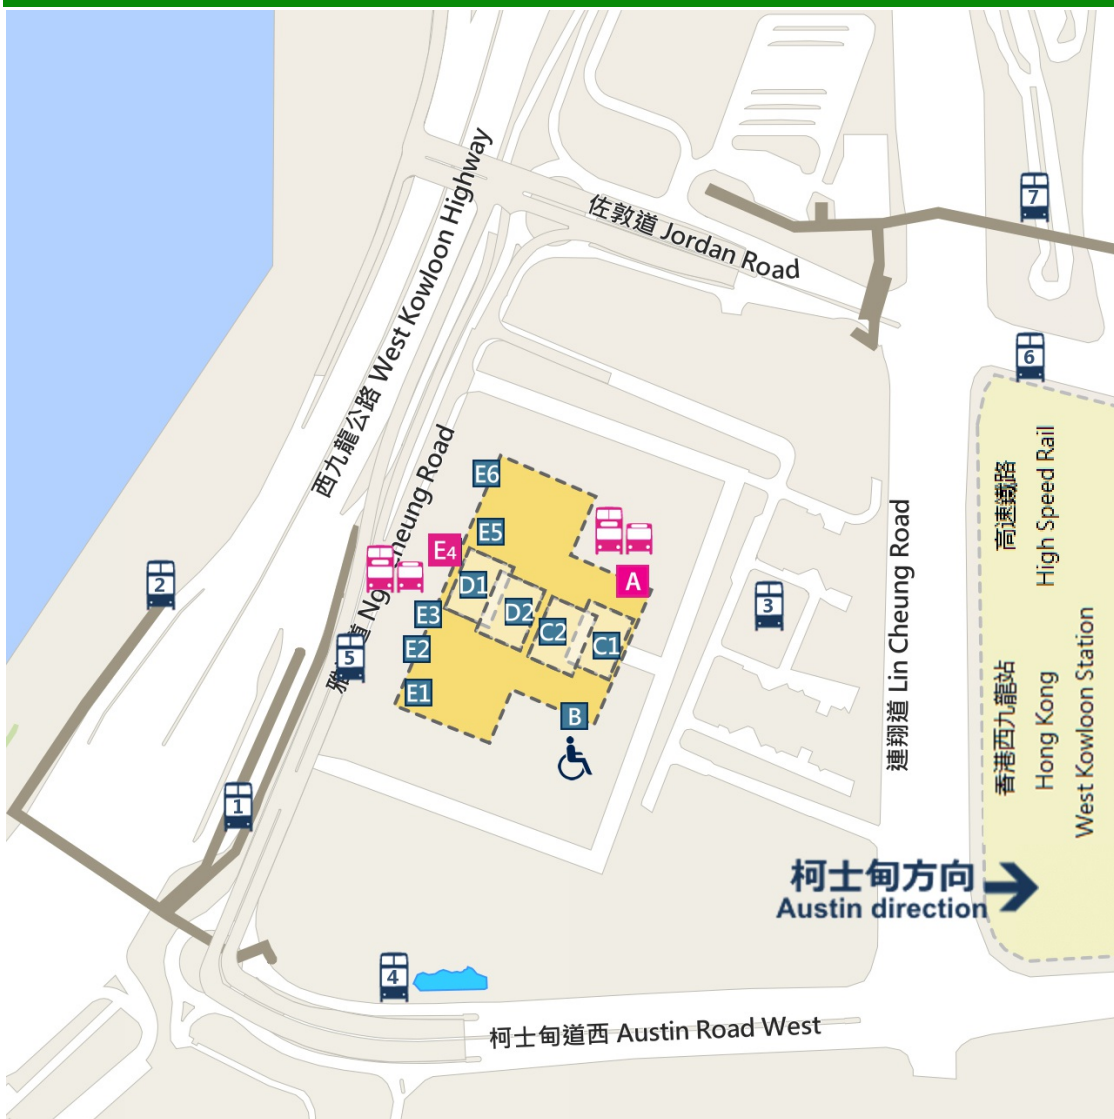 西九龍公路 West Kowloon Highway
佐敦道 Jordan Road
7
6
高速鐵路
High Speed Rail
E6
E5
E4
A
D1
D2
C2
C1
E3
E2
E1
B
2
5
3
1
4
連翔道 Lin Cheung Road
香港西九龍站
Hong Kong
West Kowloon Station
柯士甸方向
Austin direction
柯士甸道西 Austin Road West